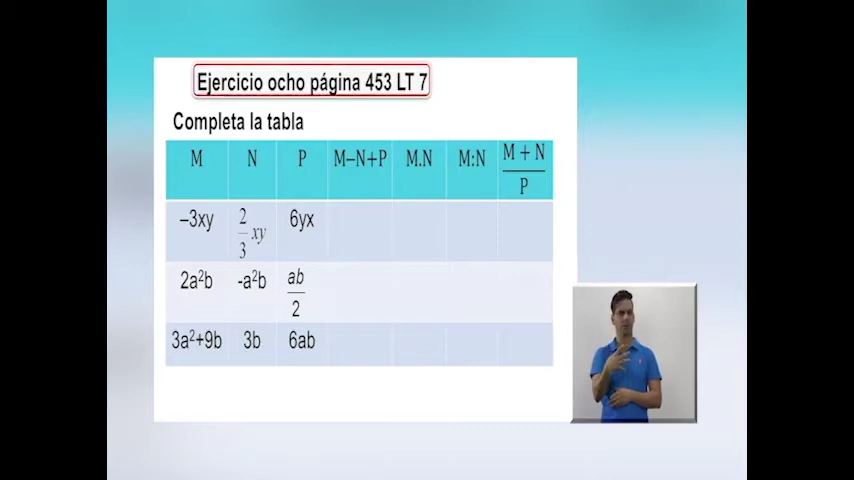 Ejercicio ocho página 453 LT 7
Completa la tabla
M N P M–N+P M.N M:N M + N / P
–3xy 2/3 xy 6yx
2a²b -a²b ab/2
3a²+9b 3b 6ab